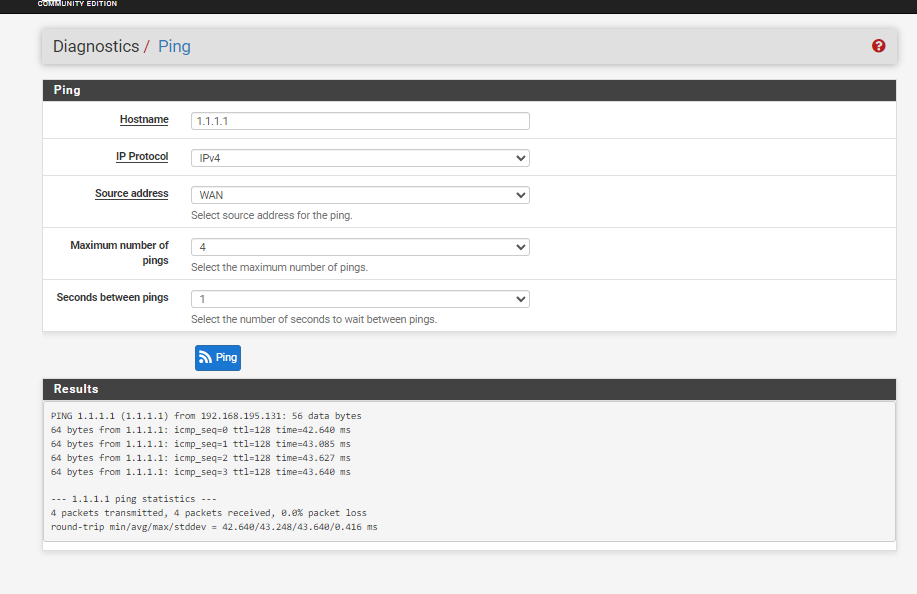 COMMUNITY EDITION
Diagnostics / Ping
?
Ping
Hostname
1.1.1.1
IP Protocol
IPv4
Source address
WAN
Select source address for the ping.
Maximum number of
pings
4
Select the maximum number of pings.
Seconds between pings
1
Select the number of seconds to wait between pings.
Ping
Results
PING 1.1.1.1 (1.1.1.1) from 192.168.195.131: 56 data bytes
64 bytes from 1.1.1.1: icmp_seq=0 ttl=128 time=42.640 ms
64 bytes from 1.1.1.1: icmp_seq=1 ttl=128 time=43.085 ms
64 bytes from 1.1.1.1: icmp_seq=2 ttl=128 time=43.627 ms
64 bytes from 1.1.1.1: icmp_seq=3 ttl=128 time=43.640 ms
--- 1.1.1.1 ping statistics ---
4 packets transmitted, 4 packets received, 0.0% packet loss
round-trip min/avg/max/stddev = 42.640/43.248/43.640/0.416 ms